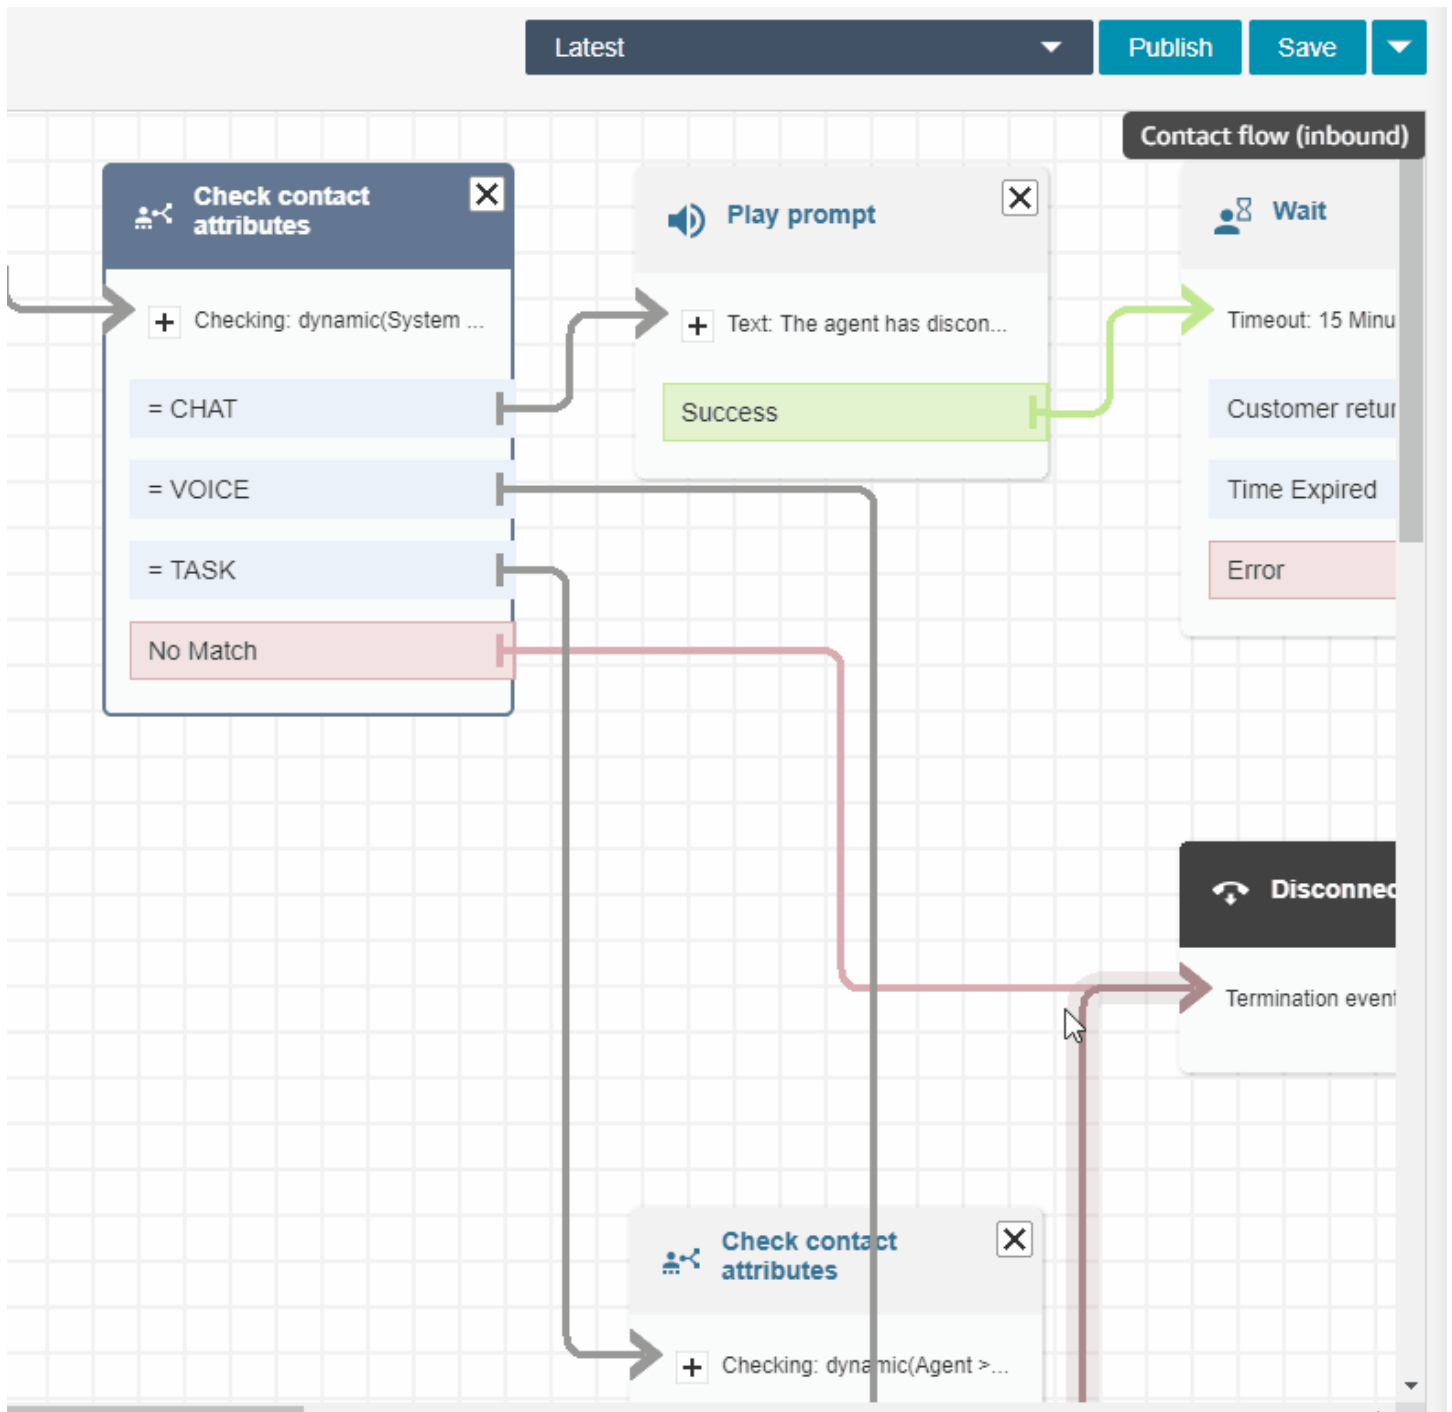 Latest
Publish
Save
Contact flow (inbound)
Check contact
attributes
Checking: dynamic(System ...
= CHAT
= VOICE
= TASK
No Match
Play prompt
Text: The agent has discon...
Success
Wait
Timeout: 15 Minu
Customer retur
Time Expired
Error
Disconnec
Termination event
Check contact
attributes
Checking: dynamic(Agent >...